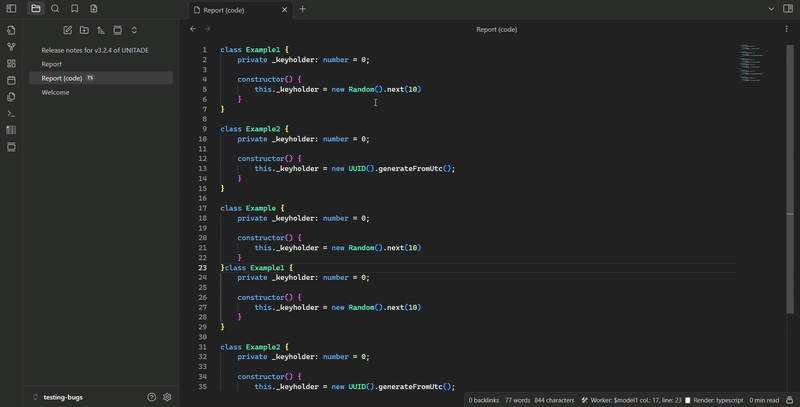 Report (code)
Report (code)
Release notes for v3.2.4 of UNITADE
Report
Report (code) TS
Welcome
1 class Example1 {
2 private _keyholder: number = 0;
3
4 constructor() {
5 this._keyholder = new Random().next(10)
6 }
7 }
8
9 class Example2 {
10 private _keyholder: number = 0;
11
12 constructor() {
13 this._keyholder = new UUID().generateFromUtc();
14 }
15 }
16
17 class Example {
18 private _keyholder: number = 0;
19
20 constructor() {
21 this._keyholder = new Random().next(10)
22 }
23 }class Example1 {
24 private _keyholder: number = 0;
25
26 constructor() {
27 this._keyholder = new Random().next(10)
28 }
29 }
30
31 class Example2 {
32 private _keyholder: number = 0;
33
34 constructor() {
35 this._keyholder = new UUID().generateFromUtc();
testing-bugs
0 backlinks 77 words 844 characters Worker: $model1 col.: 17, line: 23 Render: typescript 0 min read